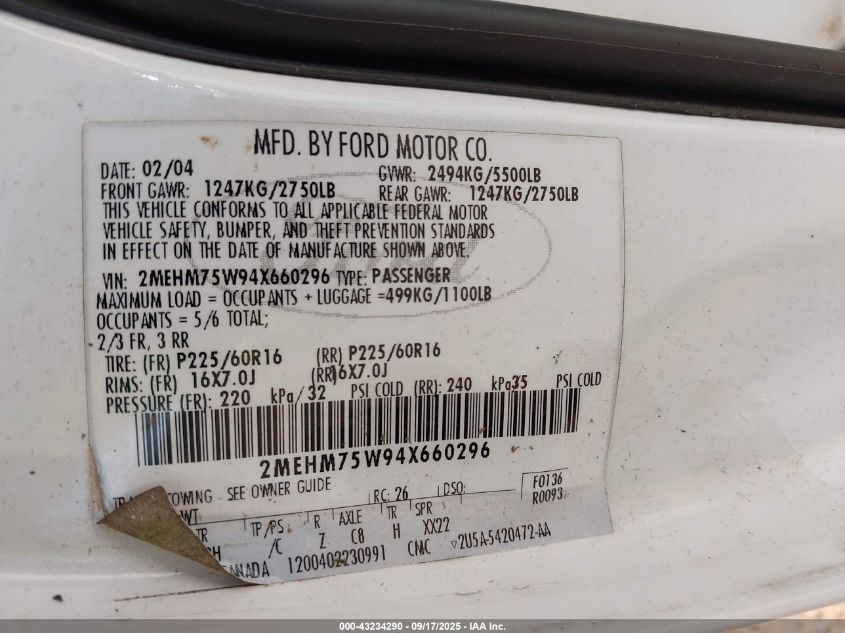 MFD. BY FORD MOTOR CO.
DATE: 02/04 GVWR: 2494KG/5500LB
FRONT GAWR: 1247KG/2750LB REAR GAWR: 1247KG/2750LB
THIS VEHICLE CONFORMS TO ALL APPLICABLE FEDERAL MOTOR
VEHICLE SAFETY, BUMPER, AND THEFT PREVENTION STANDARDS
IN EFFECT ON THE DATE OF MANUFACTURE SHOWN ABOVE.
VIN: 2MEHM75W94X660296 TYPE: PASSENGER
MAXIMUM LOAD = OCCUPANTS + LUGGAGE =499KG/1100LB
OCCUPANTS = 5/6 TOTAL;
2/3 FR, 3 RR
TIRE: (FR) P225/60R16 (RR) P225/60R16
RIMS: (FR) 16X7.0J (RR)16X7.0J
PRESSURE (FR): 220 kPa/ 32 PSI COLD (RR): 240 kPa35 PSI COLD
2MEHM75W94X660296
TOWING - SEE OWNER GUIDE RC: 26 DSO: F0136
WT R0093
TR TP/PS R AXLE TR SPR
/C Z C8 H XX22
CANADA 1200402230991 CMC 2U5A-5420472-AA
000-43234290 - 09/17/2025 - IAA Inc.